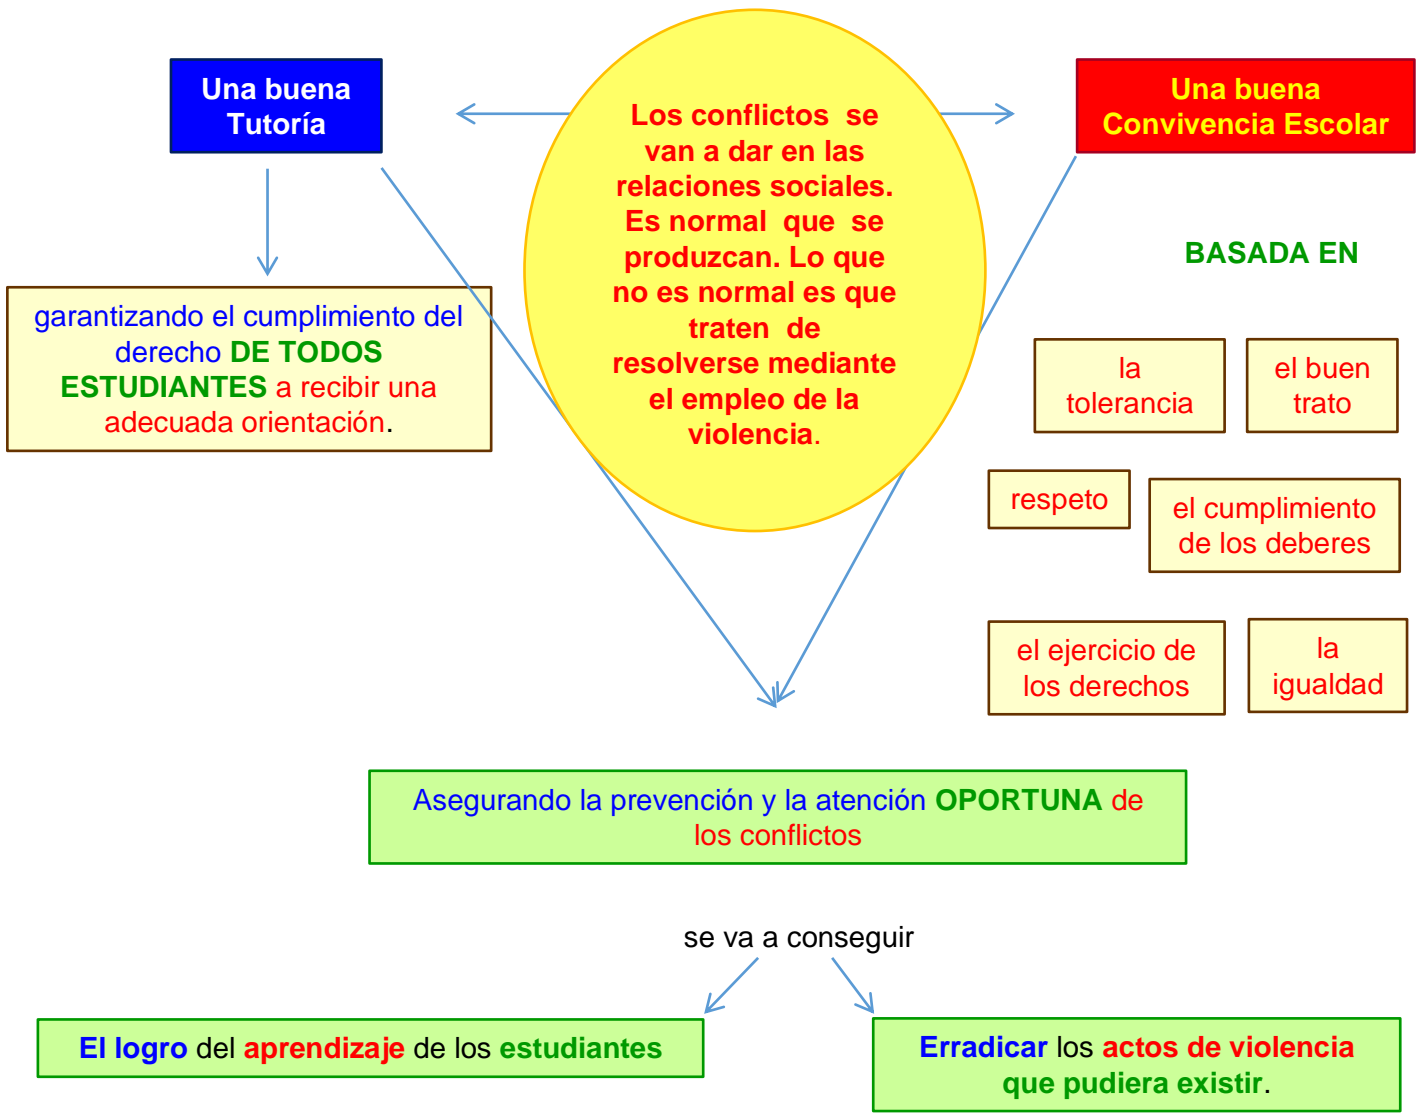 Una buena
Tutoría
Los conflictos se
van a dar en las
relaciones sociales.
Es normal que se
produzcan. Lo que
no es normal es que
traten de
resolverse mediante
el empleo de la
violencia.
Una buena
Convivencia Escolar
garantizando el cumplimiento del
derecho DE TODOS
ESTUDIANTES a recibir una
adecuada orientación.
BASADA EN
la
tolerancia
el buen
trato
respeto
el cumplimiento
de los deberes
el ejercicio de
los derechos
la
igualdad
Asegurando la prevención y la atención OPORTUNA de
los conflictos
se va a conseguir
El logro del aprendizaje de los estudiantes
Erradicar los actos de violencia
que pudiera existir.